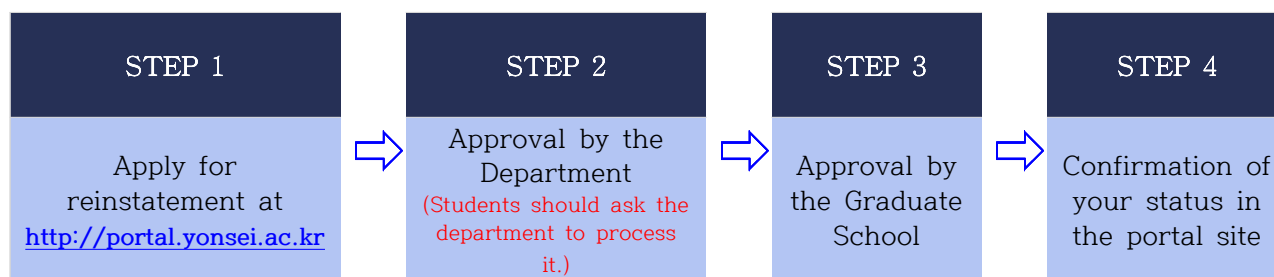 STEP 1
Apply for
reinstatement at
http://portal.yonsei.ac.kr
STEP 2
Approval by the
Department
(Students should ask the
department to process
it.)
STEP 3
Approval by
the Graduate
School
STEP 4
Confirmation of
your status in
the portal site